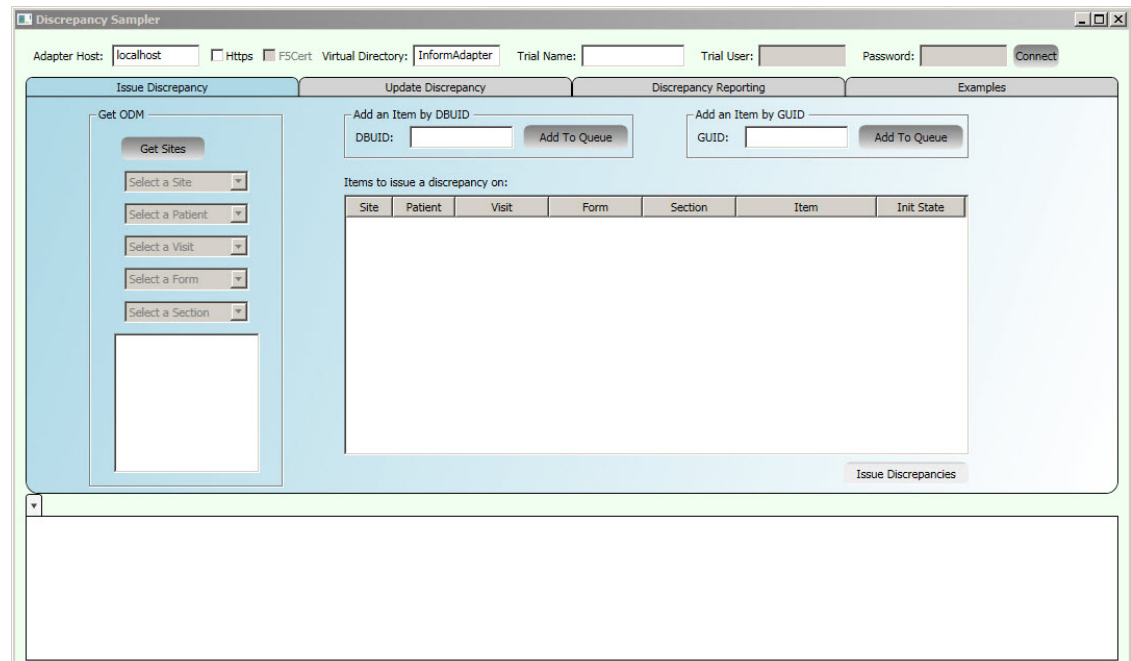 Discrepancy Sampler
Adapter Host: localhost Https F5Cert Virtual Directory: InformAdapter Trial Name: Trial User: Password: Connect
Issue Discrepancy Update Discrepancy Discrepancy Reporting Examples
Get ODM Add an Item by DBUID Add an Item by GUID
DBUID: Add To Queue GUID: Add To Queue
Get Sites
Select a Site
Items to issue a discrepancy on:
Site Patient Visit Form Section Item Init State
Select a Patient
Select a Visit
Select a Form
Select a Section
Issue Discrepancies